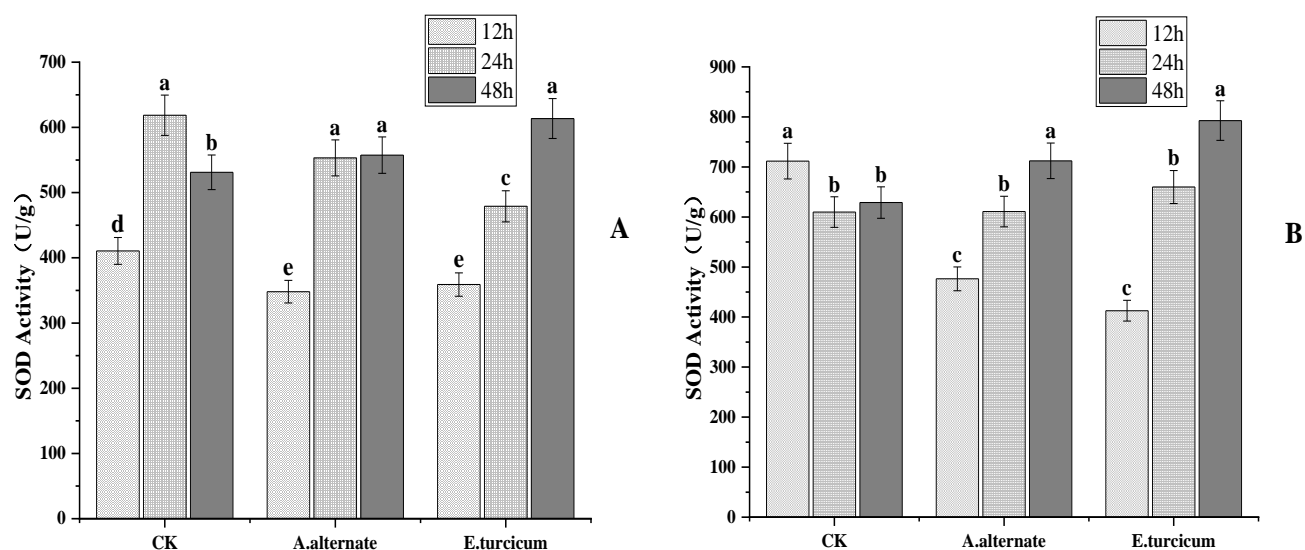 12h
24h
48h
700
600
500
400
300
200
100
0
SOD Activity（U/g）
d
a
b
e
a
a
e
c
a
CK
A.alternate
E.turcicum
A
12h
24h
48h
900
800
700
600
500
400
300
200
100
0
SOD Activity（U/g）
a
b
b
c
b
a
c
b
a
CK
A.alternate
E.turcicum
B